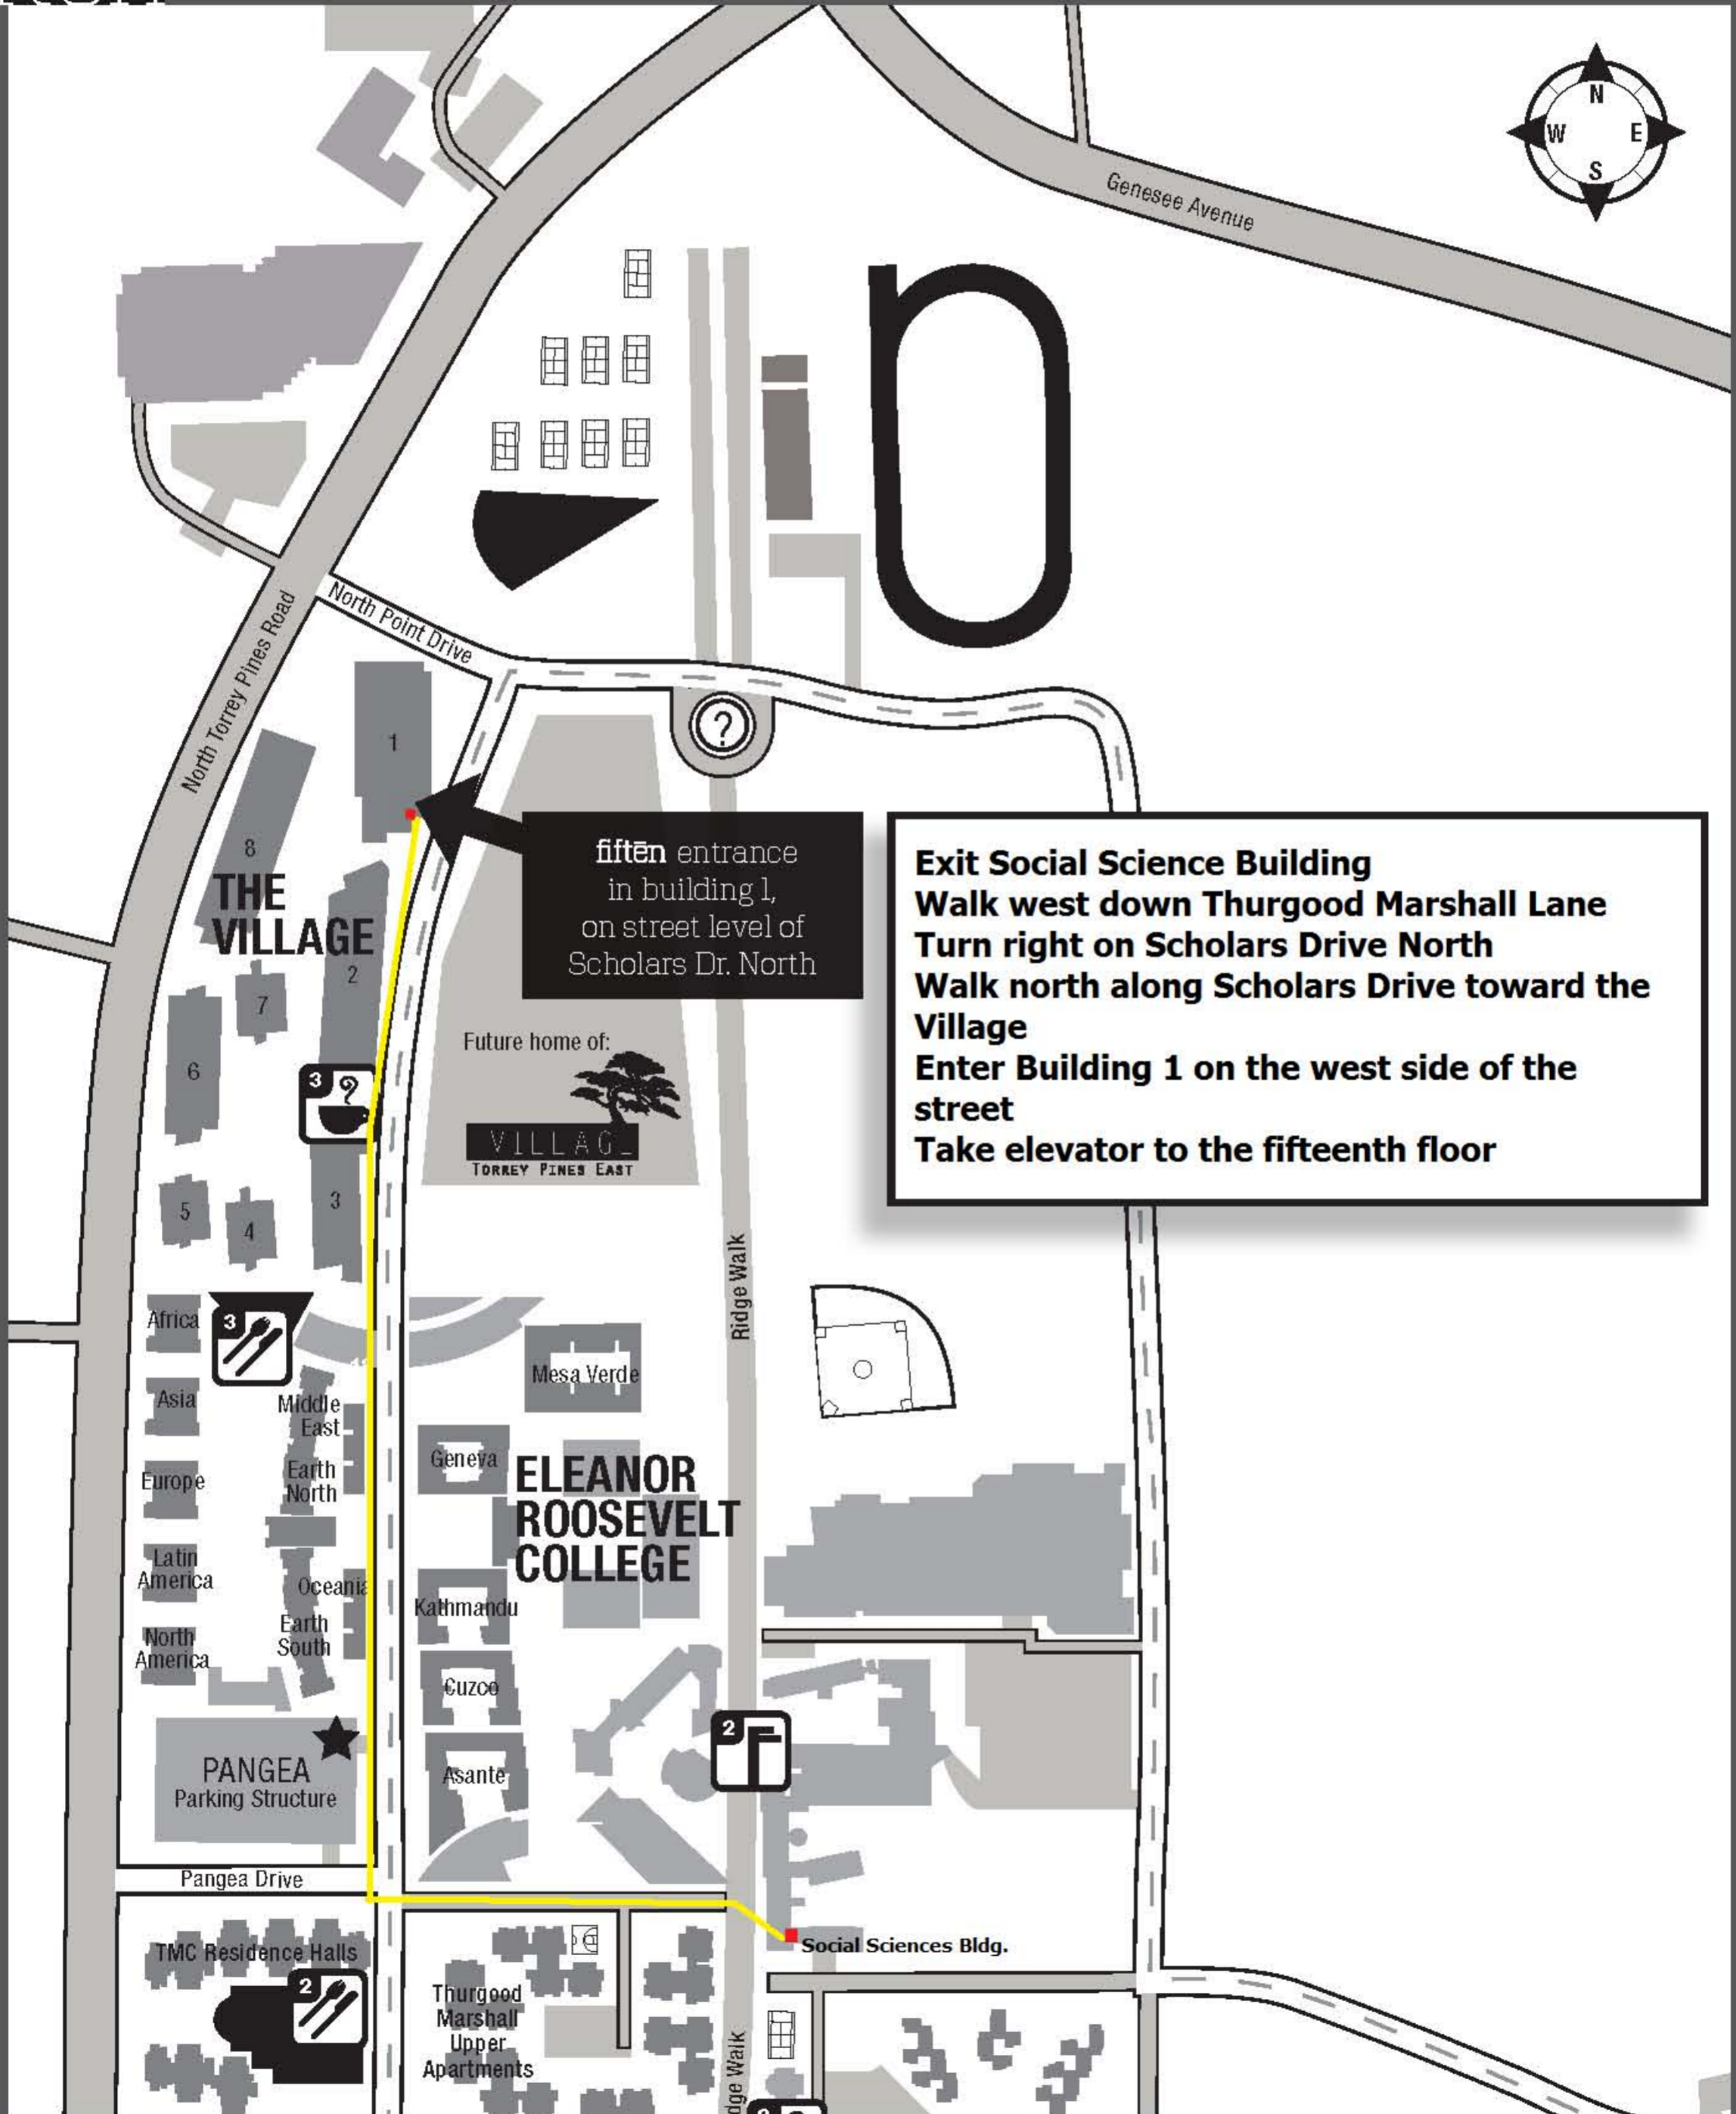 N
W
E
S
Genesee Avenue
North Point Drive
North Torrey Pines Road
?
1
8
THE
VILLAGE
2
7
6
3
5
4
3
fiftēn entrance
in building 1,
on street level of
Scholars Dr. North
Exit Social Science Building
Walk west down Thurgood Marshall Lane
Turn right on Scholars Drive North
Walk north along Scholars Drive toward the
Village
Enter Building 1 on the west side of the
street
Take elevator to the fifteenth floor
Future home of:
VILLAG
TORREY PINES EAST
Ridge Walk
Africa
3
Asia
Middle
East
Europe
Earth
North
Latin
America
Oceania
Earth
South
North
America
Mesa Verde
Geneva
ELEANOR
ROOSEVELT
COLLEGE
Kathmandu
Cuzco
Asante
2
PANGEA
Parking Structure
Pangea Drive
Social Sciences Bldg.
TMC Residence Halls
2
Thurgood
Marshall
Upper
Apartments
dge Walk